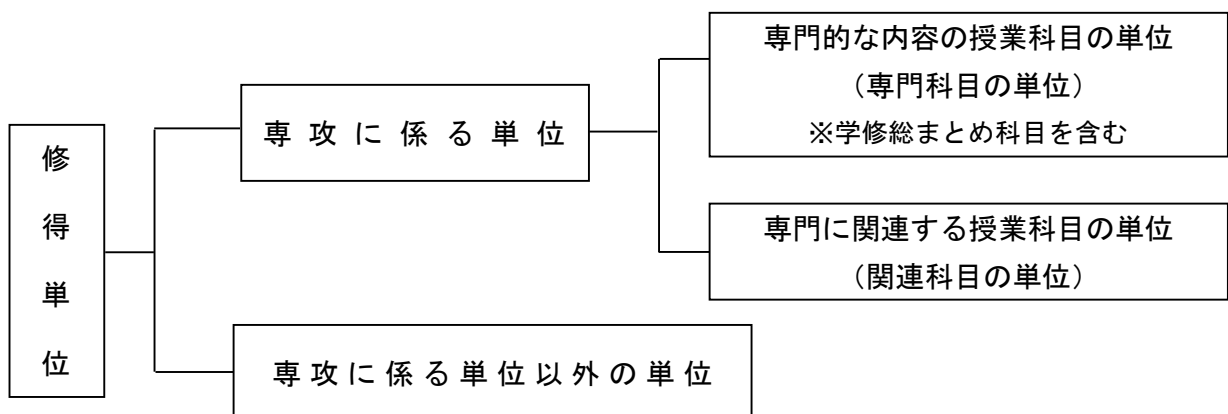 修得単位
専攻に係る単位
専門的な内容の授業科目の単位
（専門科目の単位）
※学修総まとめ科目を含む
専門に関連する授業科目の単位
（関連科目の単位）
専攻に係る単位以外の単位